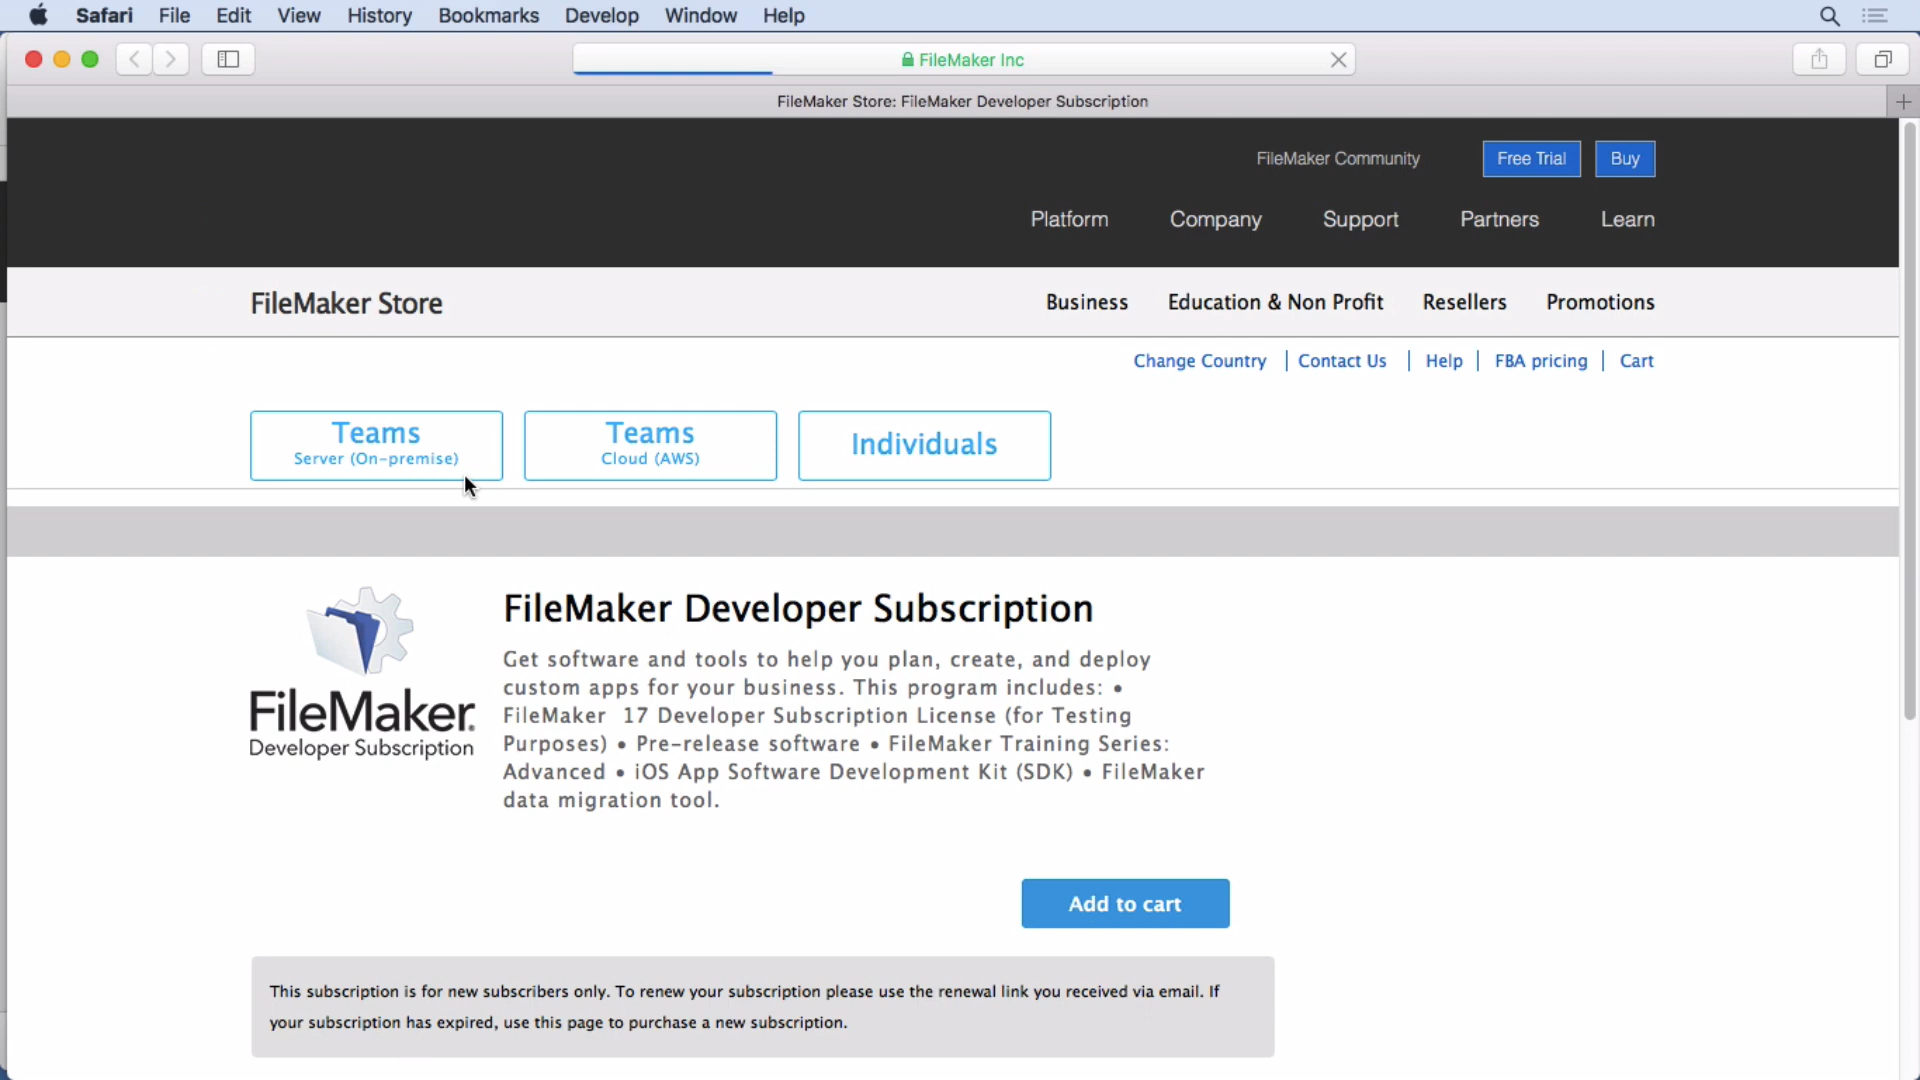 Safari File Edit View History Bookmarks Develop Window Help
FileMaker Inc
FileMaker Store: FileMaker Developer Subscription
FileMaker Community Free Trial Buy
Platform Company Support Partners Learn
FileMaker Store Business Education & Non Profit Resellers Promotions
Change Country | Contact Us | Help | FBA pricing | Cart
Teams Teams Individuals
Server (On-premise) Cloud (AWS)
FileMaker Developer Subscription
Get software and tools to help you plan, create, and deploy
custom apps for your business. This program includes: •
FileMaker 17 Developer Subscription License (for Testing
Purposes) • Pre-release software • FileMaker Training Series:
Advanced • iOS App Software Development Kit (SDK) • FileMaker
data migration tool.
FileMaker.
Developer Subscription
Add to cart
This subscription is for new subscribers only. To renew your subscription please use the renewal link you received via email. If
your subscription has expired, use this page to purchase a new subscription.